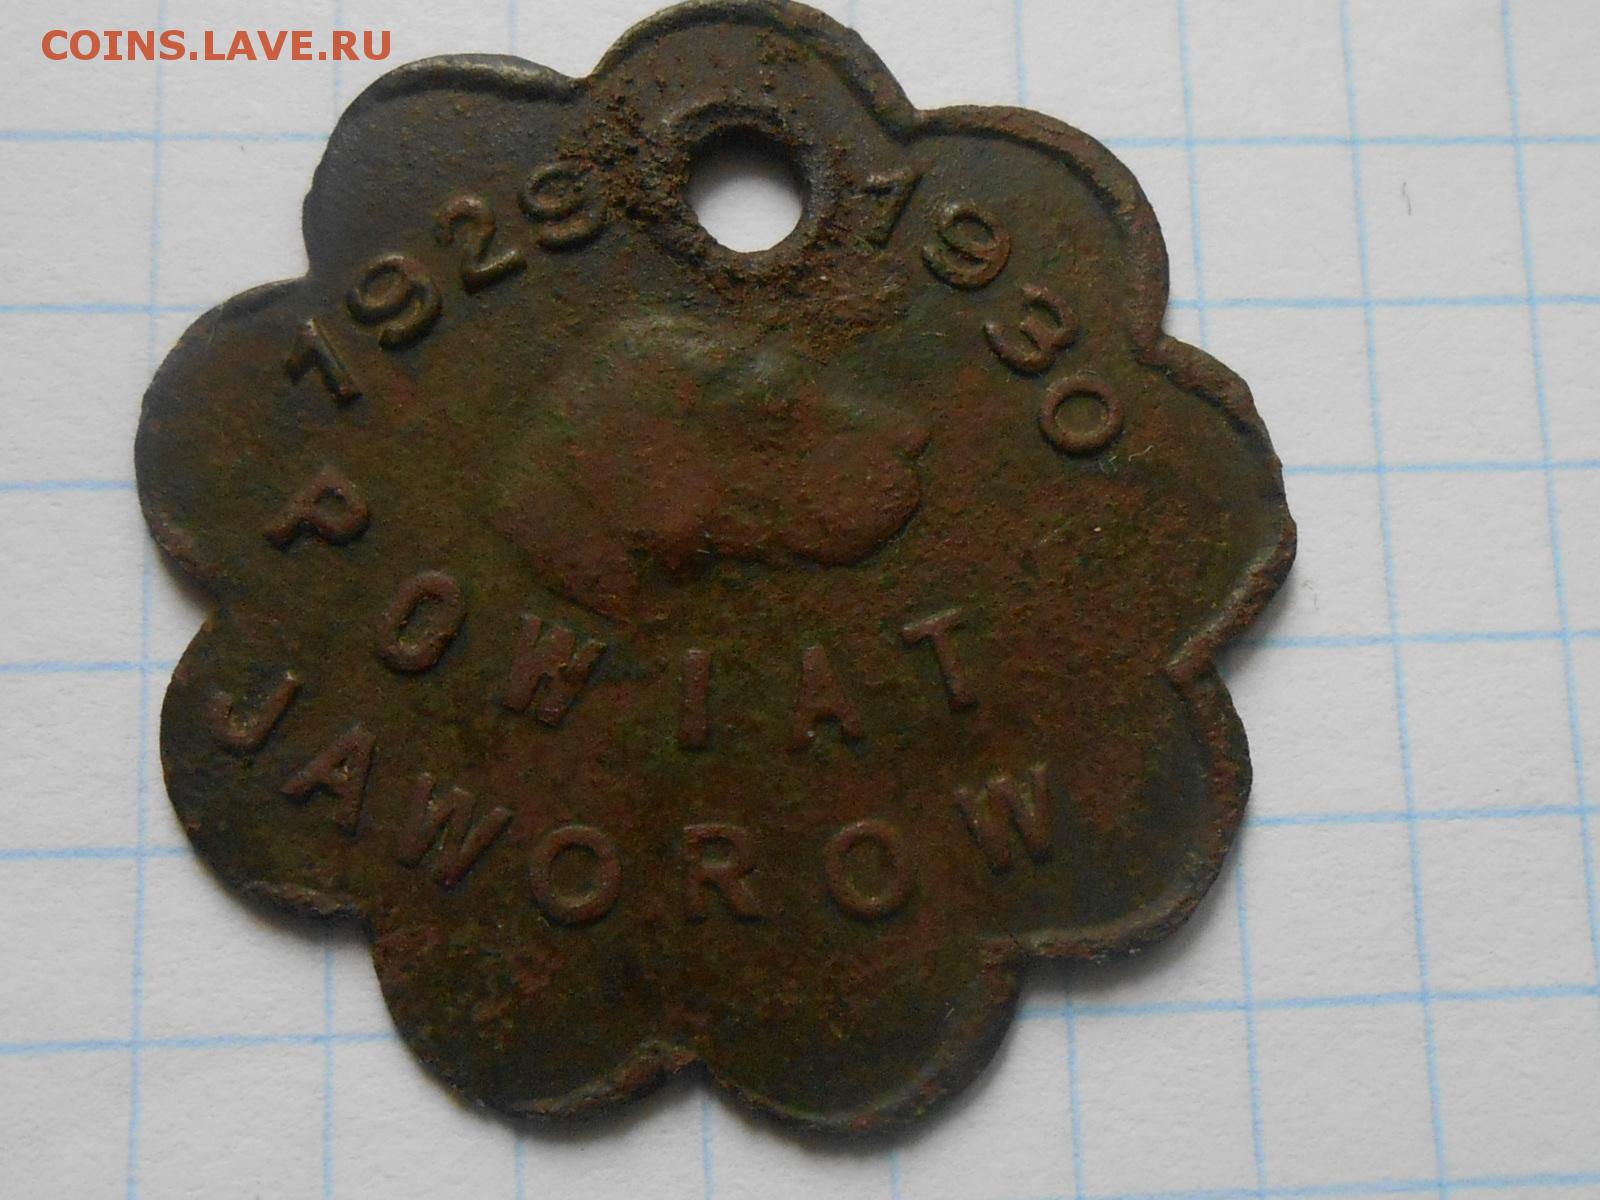 COINS.LAVE.RU
1929 1930
POWIAT
JAWOROW